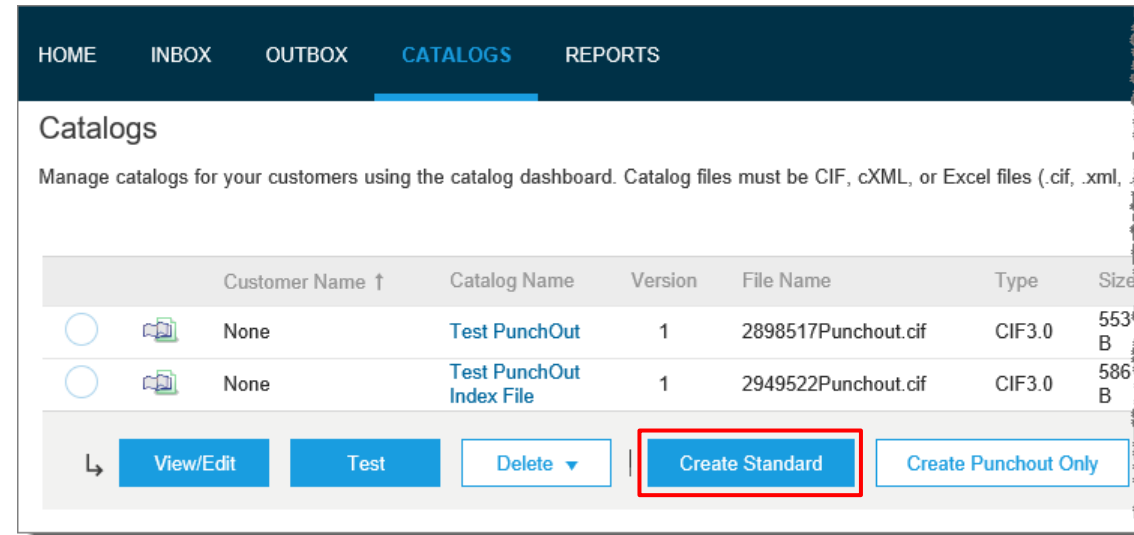 HOME INBOX OUTBOX CATALOGS REPORTS
Catalogs
Manage catalogs for your customers using the catalog dashboard. Catalog files must be CIF, cXML, or Excel files (.cif, .xml, .
Customer Name ↑ Catalog Name Version File Name Type Size
None Test PunchOut 1 2898517Punchout.cif CIF3.0 553
B
None Test PunchOut
Index File 1 2949522Punchout.cif CIF3.0 586
B
View/Edit Test Delete ▼ | Create Standard Create Punchout Only